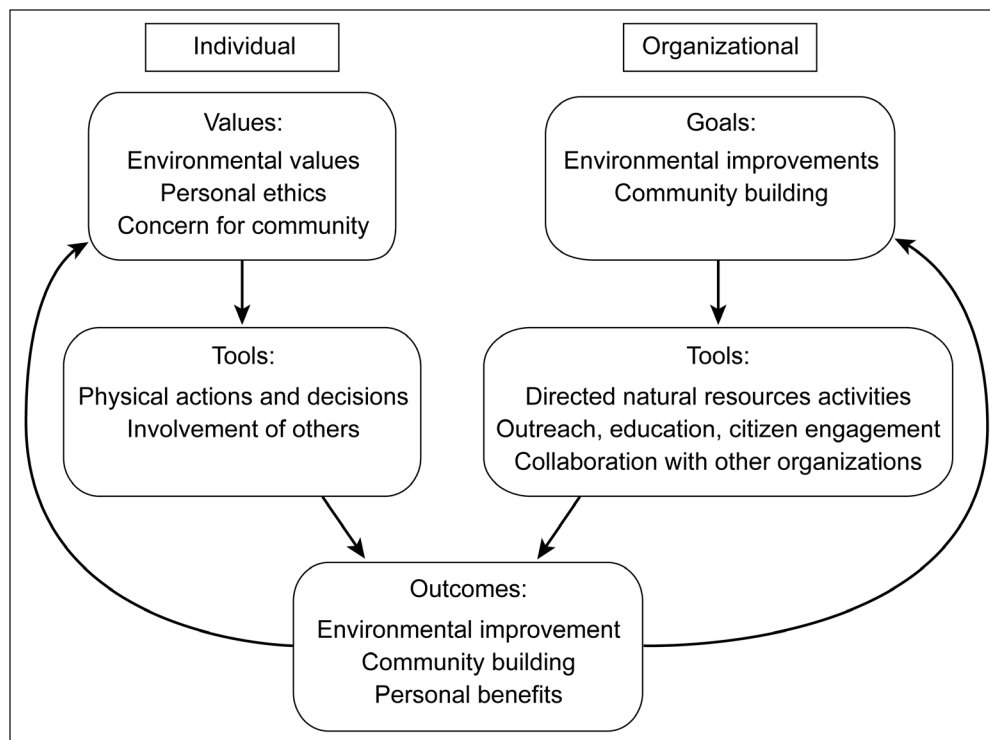 Individual
Organizational
Values:
Environmental values
Personal ethics
Concern for community
Goals:
Environmental improvements
Community building
Tools:
Physical actions and decisions
Involvement of others
Tools:
Directed natural resources activities
Outreach, education, citizen engagement
Collaboration with other organizations
Outcomes:
Environmental improvement
Community building
Personal benefits